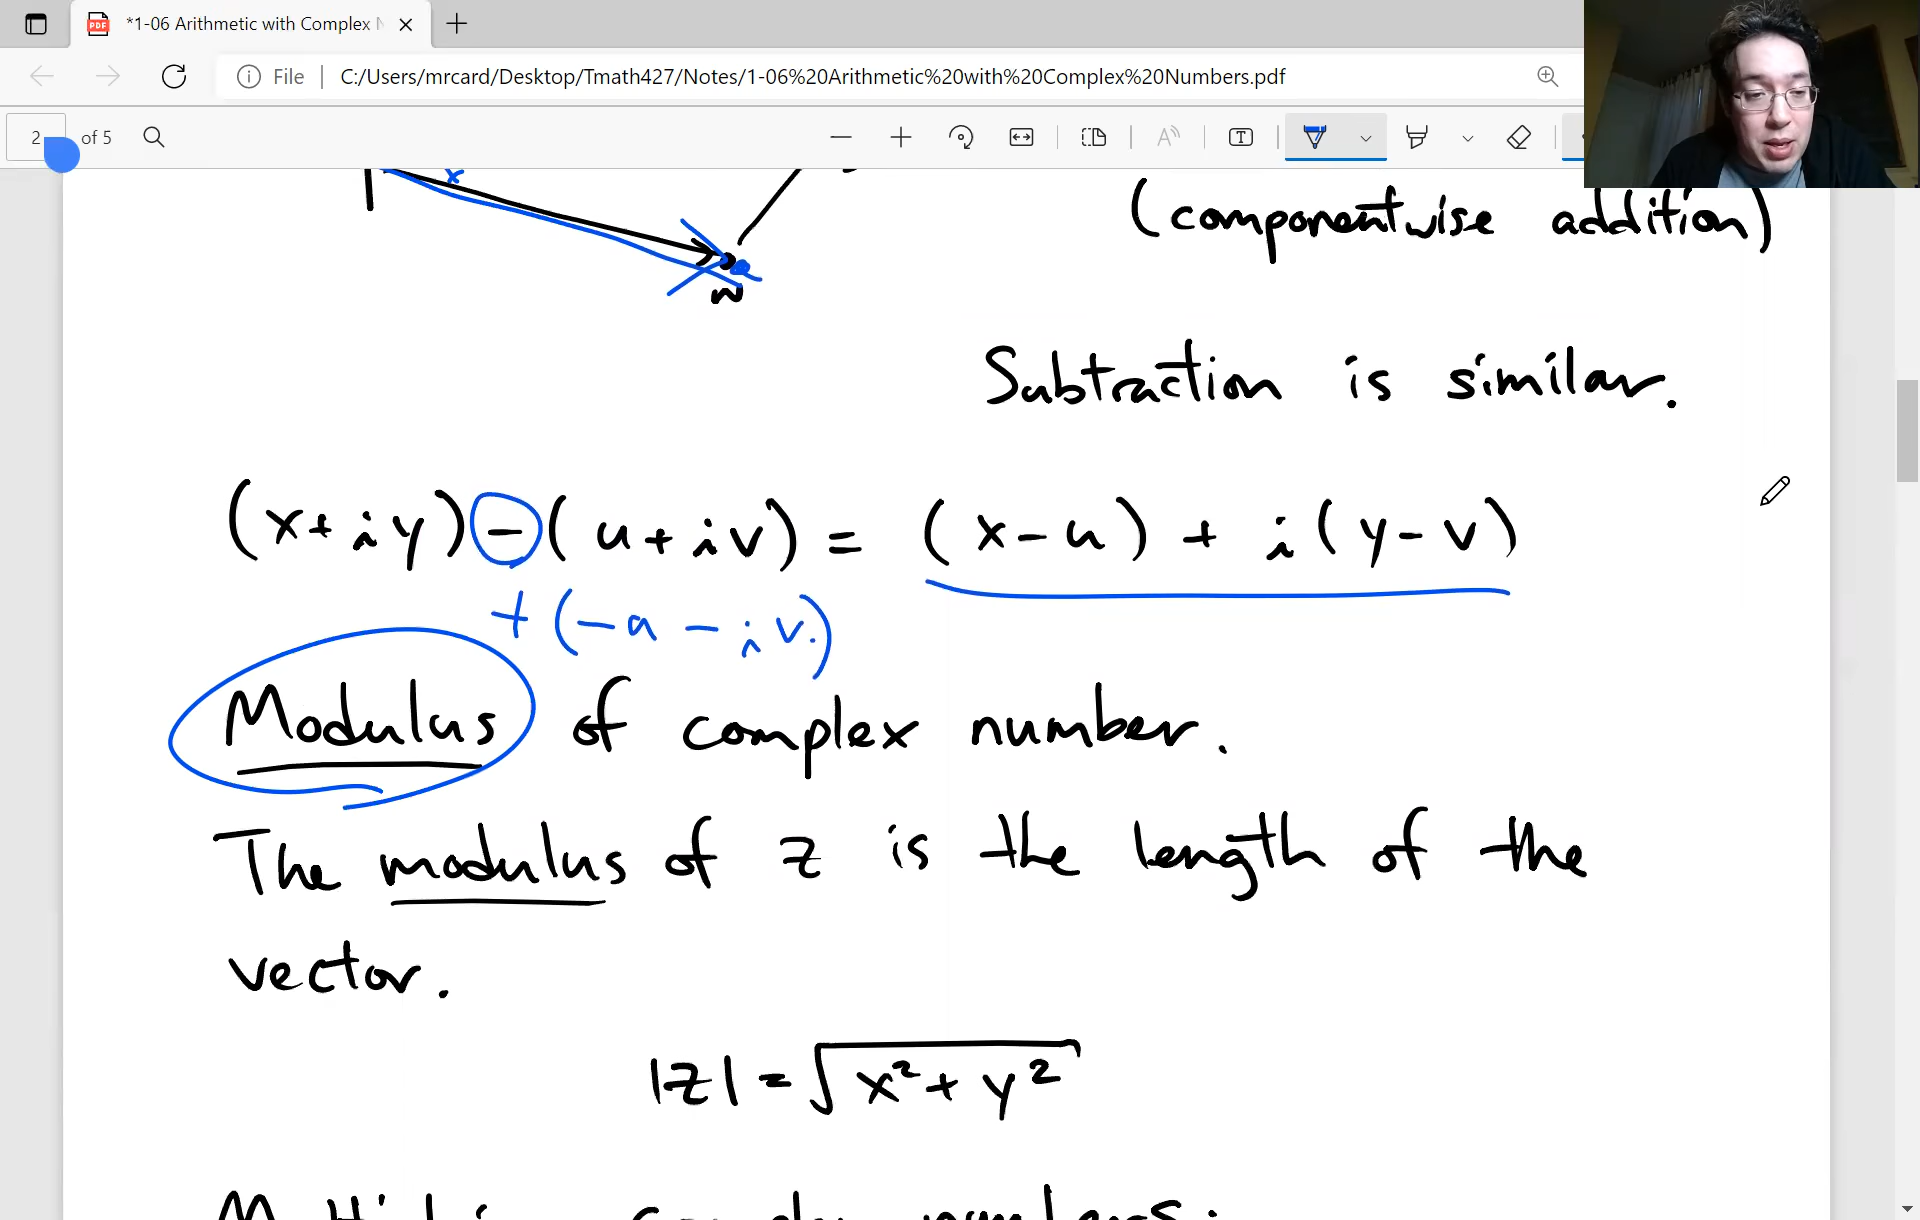 *1-06 Arithmetic with Complex N
File | C:/Users/mrcard/Desktop/Tmath427/Notes/1-06%20Arithmetic%20with%20Complex%20Numbers.pdf
2 of 5
x
w
(componentwise addition)
Subtraction is similar.
(x+iy)-(u+iv) = (x-u) + i(y-v)
+(-u-iv)
Modulus of complex number.
The modulus of z is the length of the
vector.
|z| = √x²+y²
complex numbers: